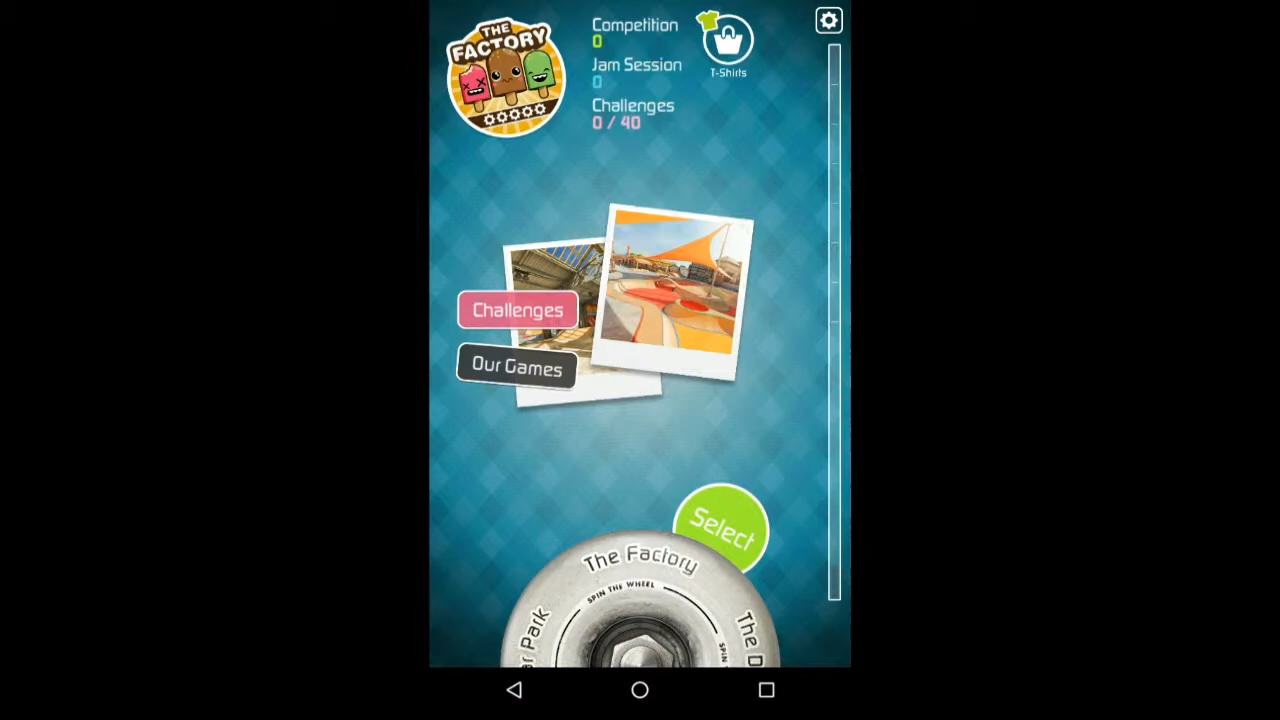 THE
FACTORY
Competition
0
Jam Session
0
Challenges
0 / 40
T-Shirts
Challenges
Our Games
Select
The Factory
SPIN THE WHEEL
Park
The
SPIN